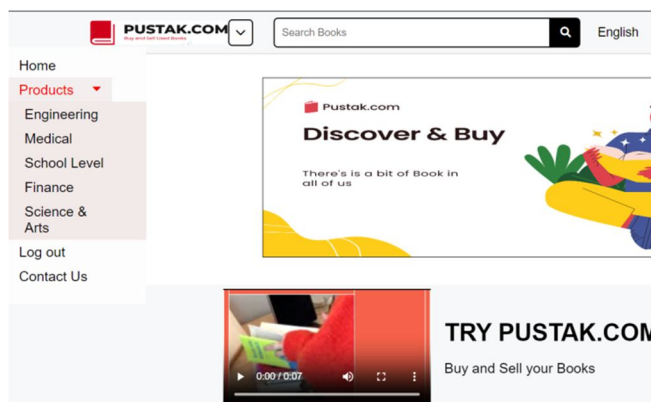 PUSTAK.COM
Buy and Sell Used Books
Search Books
English
Home
Products
Engineering
Medical
School Level
Finance
Science &
Arts
Log out
Contact Us
Pustak.com
Discover & Buy
There's is a bit of Book in
all of us
0:00 / 0:07
TRY PUSTAK.COM
Buy and Sell your Books